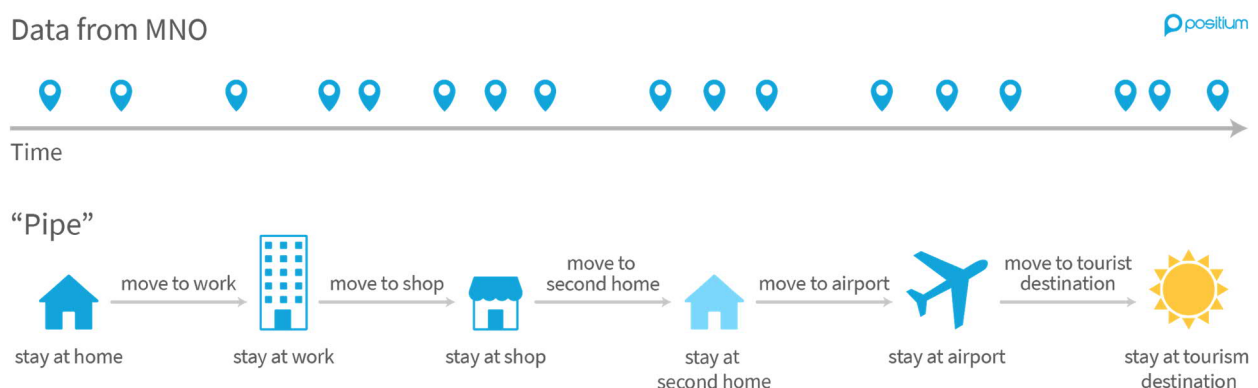 Data from MNO
positium
Time
“Pipe”
move to work
move to shop
move to
second home
move to airport
move to tourist
destination
stay at home
stay at work
stay at shop
stay at
second home
stay at airport
stay at tourism
destination